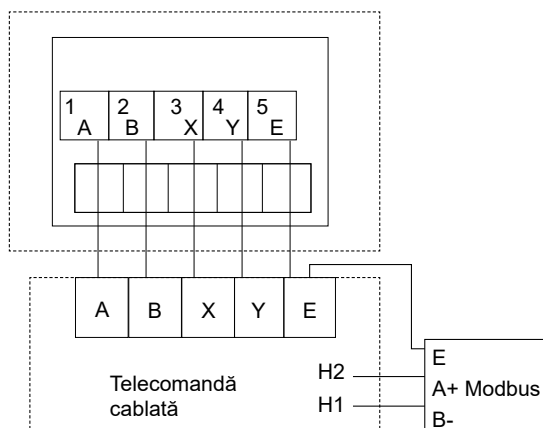 1 2 3 4 5
A B X Y E
A B X Y E
E
H2
A+ Modbus
Telecomandă
cablată
H1
B-